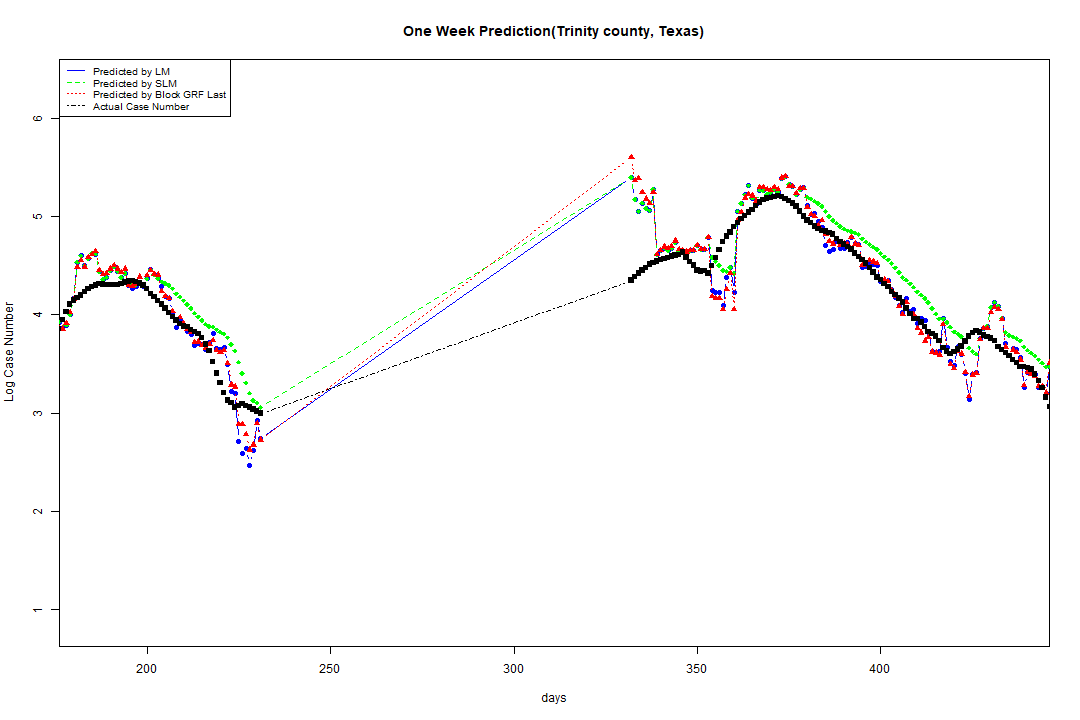 One Week Prediction(Trinity county, Texas)
Predicted by LM
Predicted by SLM
Predicted by Block GRF Last
Actual Case Number
Log Case Number
6
5
4
3
2
1
200 250 300 350 400
days